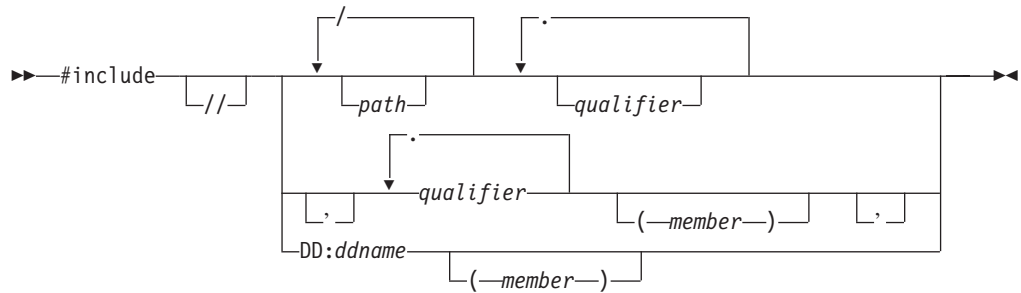 / .
#include // path qualifier
.
, qualifier (member) ,
DD:ddname (member)